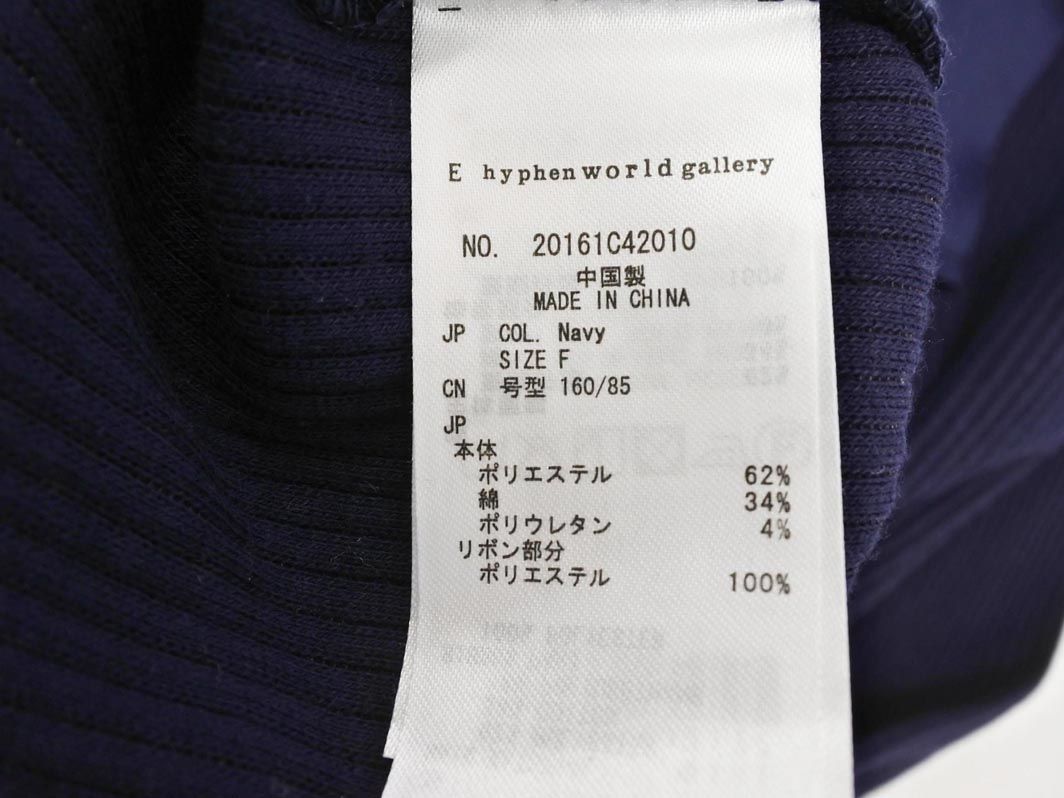 E hyphen world gallery
NO. 20161C42010
中国製
MADE IN CHINA
JP COL. Navy
SIZE F
CN 号型 160/85
JP
本体
ポリエステル 62%
綿 34%
ポリウレタン 4%
リボン部分
ポリエステル 100%